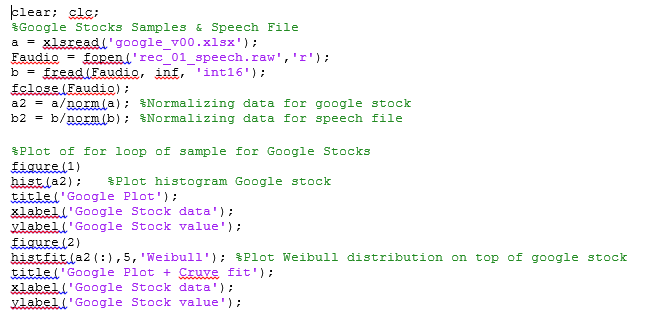 clear; clc;
%Google Stocks Samples & Speech File
a = xlsread('google_v00.xlsx');
Faudio = fopen('rec_01_speech.raw','r');
b = fread(Faudio, inf, 'int16');
fclose(Faudio);
a2 = a/norm(a); %Normalizing data for google stock
b2 = b/norm(b); %Normalizing data for speech file
%Plot of for loop of sample for Google Stocks
figure(1)
hist(a2);   %Plot histogram Google stock
title('Google Plot');
xlabel('Google Stock data');
ylabel('Google Stock value');
figure(2)
histfit(a2(:),5,'Weibull'); %Plot Weibull distribution on top of google stock
title('Google Plot + Cruve fit');
xlabel('Google Stock data');
ylabel('Google Stock value');